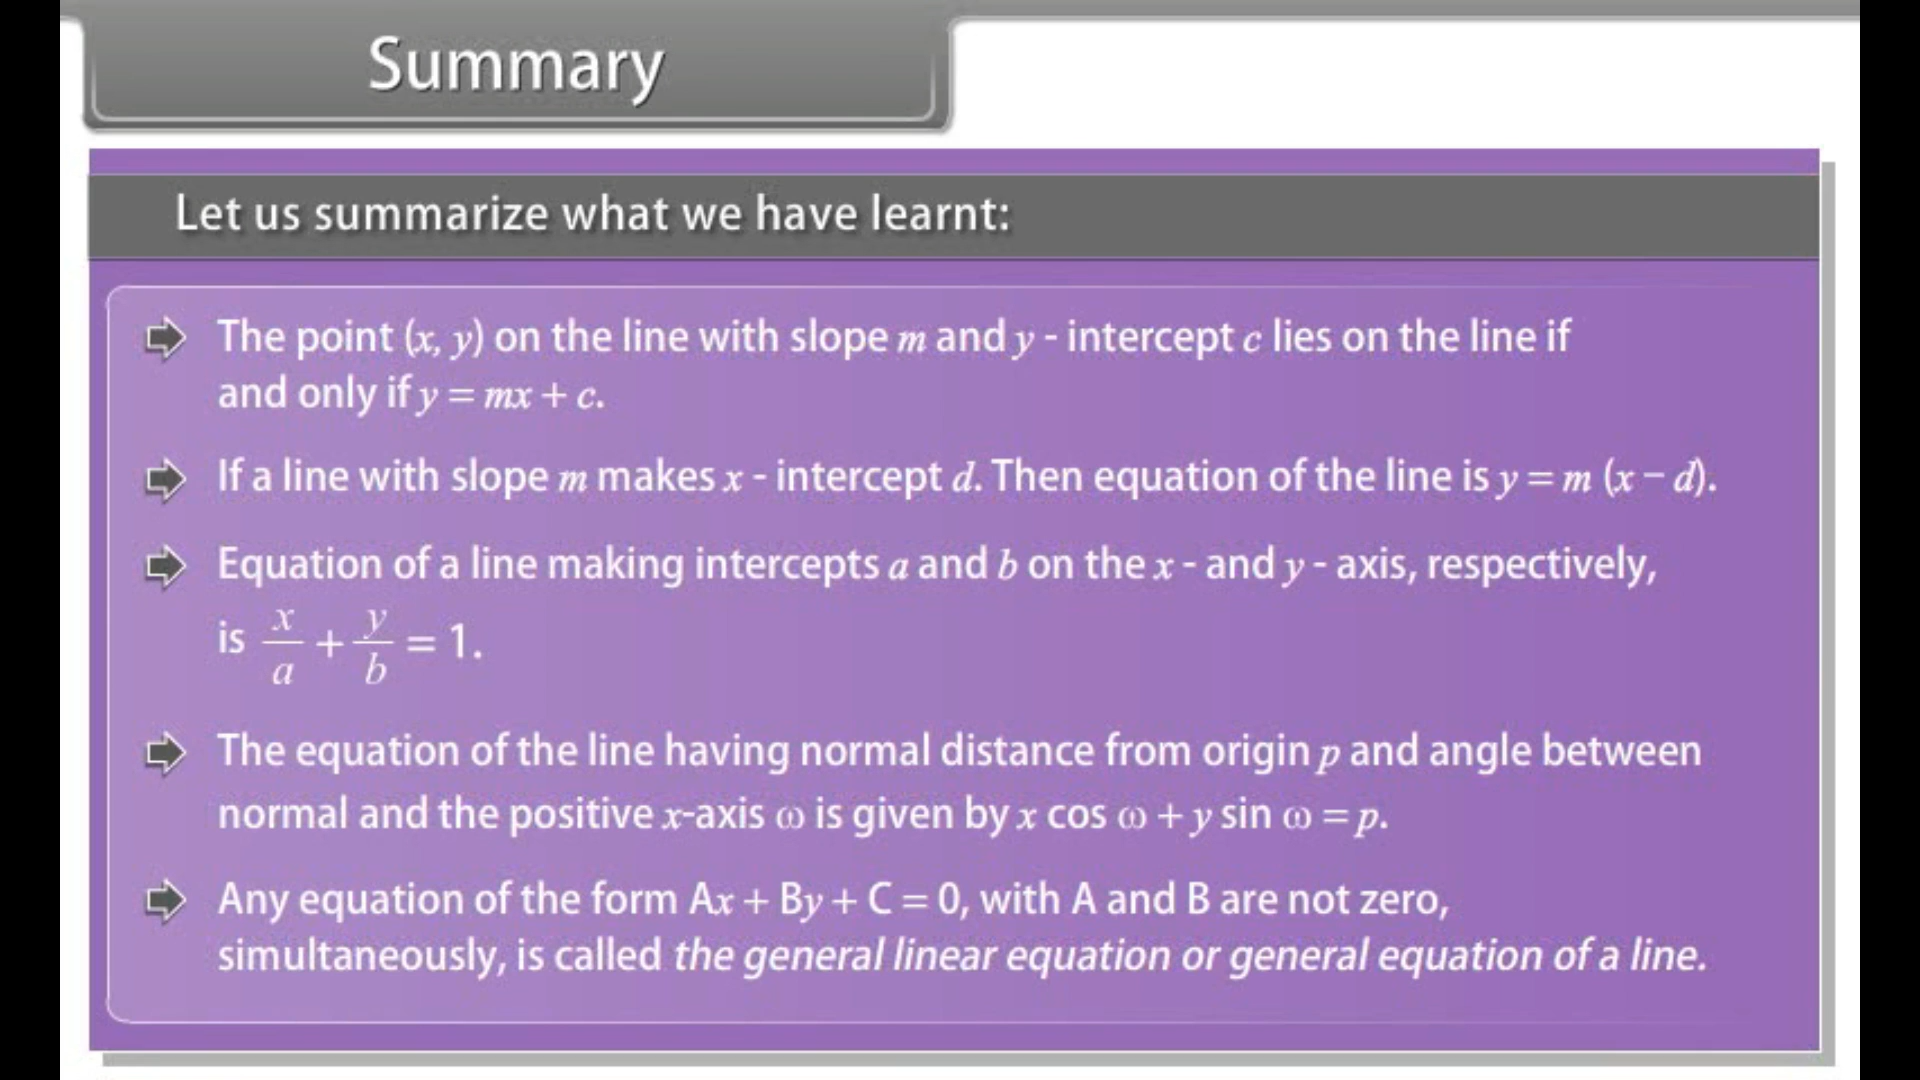 Summary
Let us summarize what we have learnt:
The point (x, y) on the line with slope m and y - intercept c lies on the line if
and only if y = mx + c.
If a line with slope m makes x - intercept d. Then equation of the line is y = m (x − d).
Equation of a line making intercepts a and b on the x - and y - axis, respectively,
is x/a + y/b = 1.
The equation of the line having normal distance from origin p and angle between
normal and the positive x-axis ω is given by x cos ω + y sin ω = p.
Any equation of the form Ax + By + C = 0, with A and B are not zero,
simultaneously, is called the general linear equation or general equation of a line.